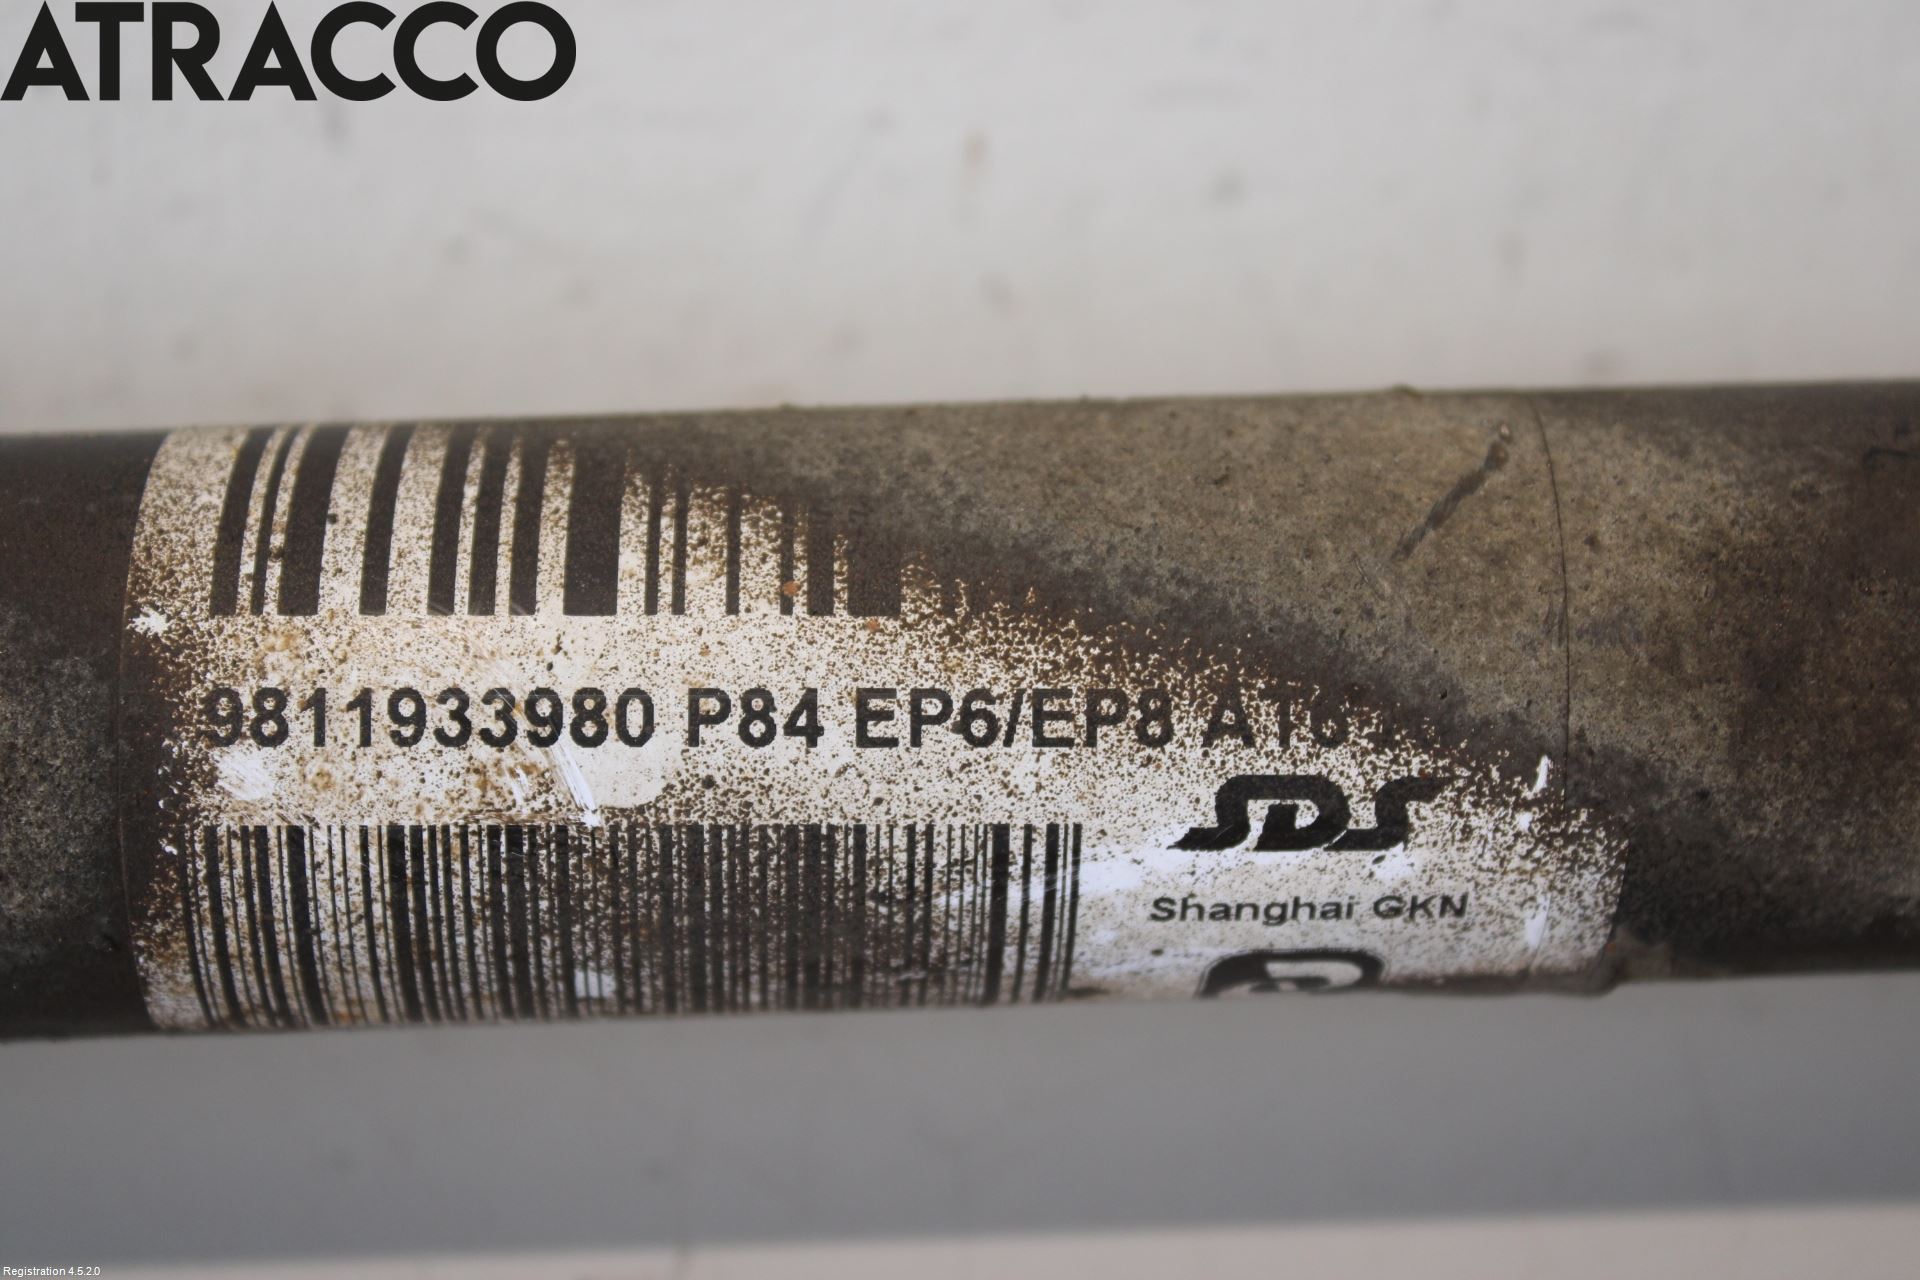 ATRACCO
9811933980 P84 EP6/EP8
SDS
Shanghai GKN
Registration 4.5.2.0